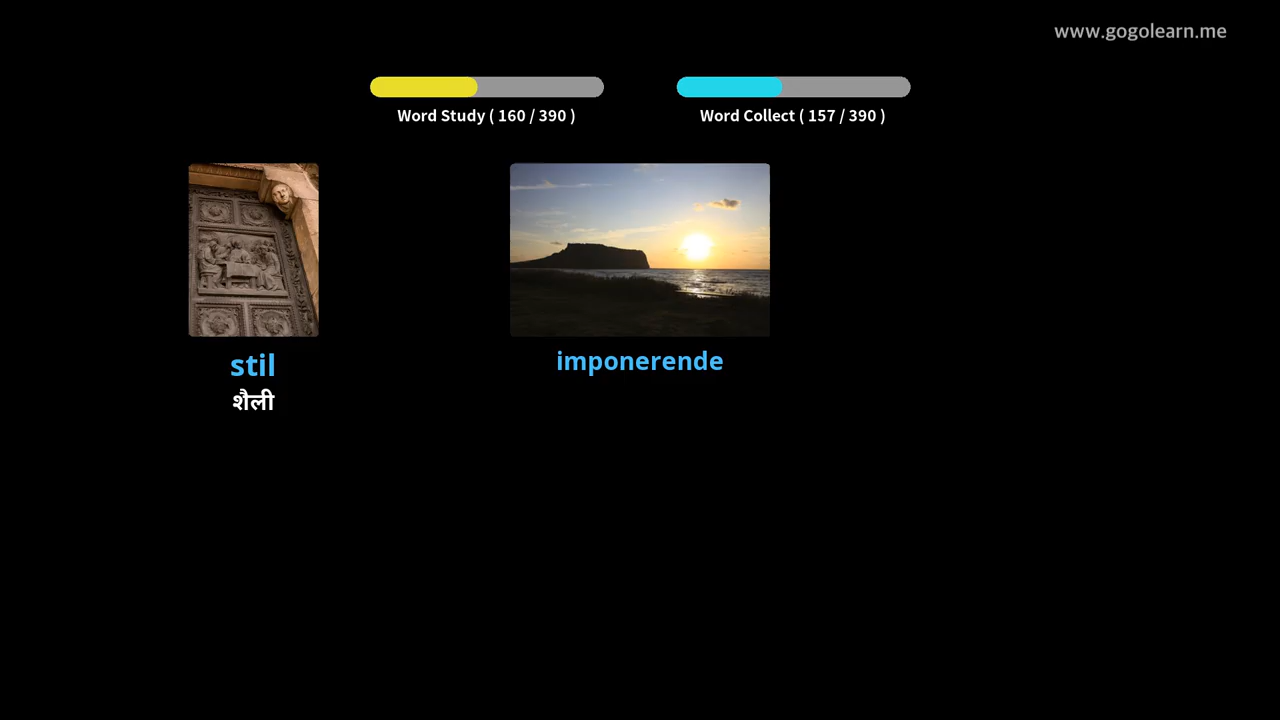 www.gogolearn.me
Word Study ( 160 / 390 )
Word Collect ( 157 / 390 )
stil
शैली
imponerende